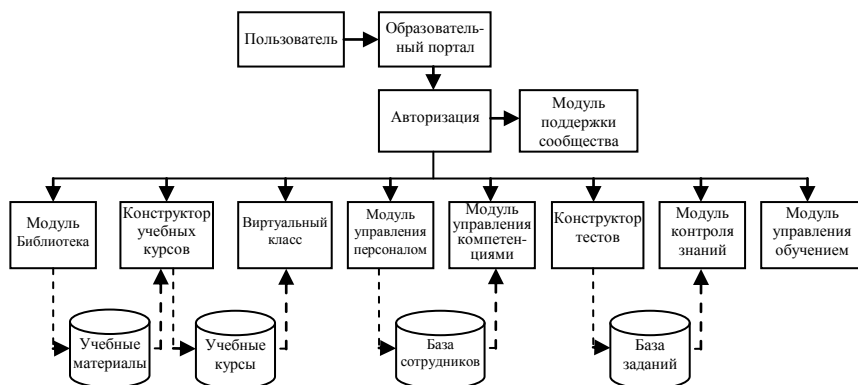 Пользователь
Образователь-
ный портал
Авторизация
Модуль
поддержки
сообщества
Модуль
Библиотека
Конструктор
учебных
курсов
Виртуальный
класс
Модуль
управления
персоналом
Модуль
управления
компетен-
циями
Конструктор
тестов
Модуль
контроля
знаний
Модуль
управления
обучением
Учебные
материалы
Учебные
курсы
База
сотрудников
База
заданий